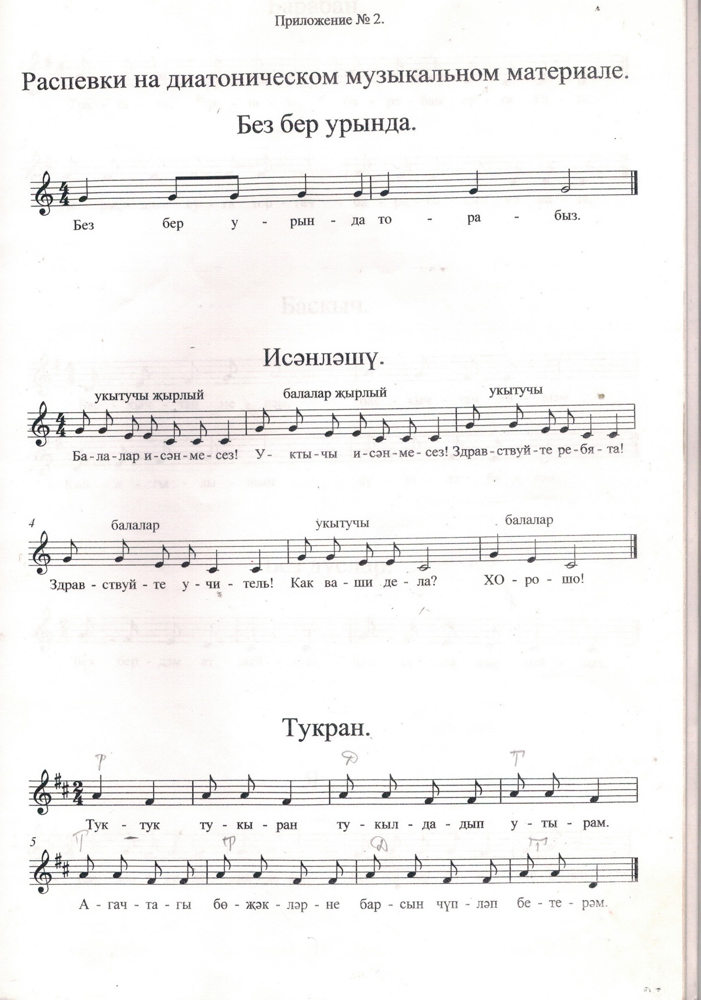 Приложение № 2.
Распевки на диатоническом музыкальном материале.
Без бер урында.
Без бер у - рын - да то - ра - быз.
Исәнләшү.
укытучы җырлый балалар җырлый укытучы
Ба - ла - лар и - сән - ме - сез! У - кты - чы и - сән - ме - сез! Здрав - ствуй - те ре - бя - та!
4 балалар укытучы балалар
Здрав - ствуй - те у - чи - тель! Как ва - ши де - ла? ХО - ро - шо!
Тукран.
Т Д Т
Тук - тук ту - кы - ран ту - кыл - да - дып у - ты - рам.
5 Т Д Т
А - гач - та - гы бө - җәк - ләр - не бар - сын чүп - ләп бе - те - рәм.